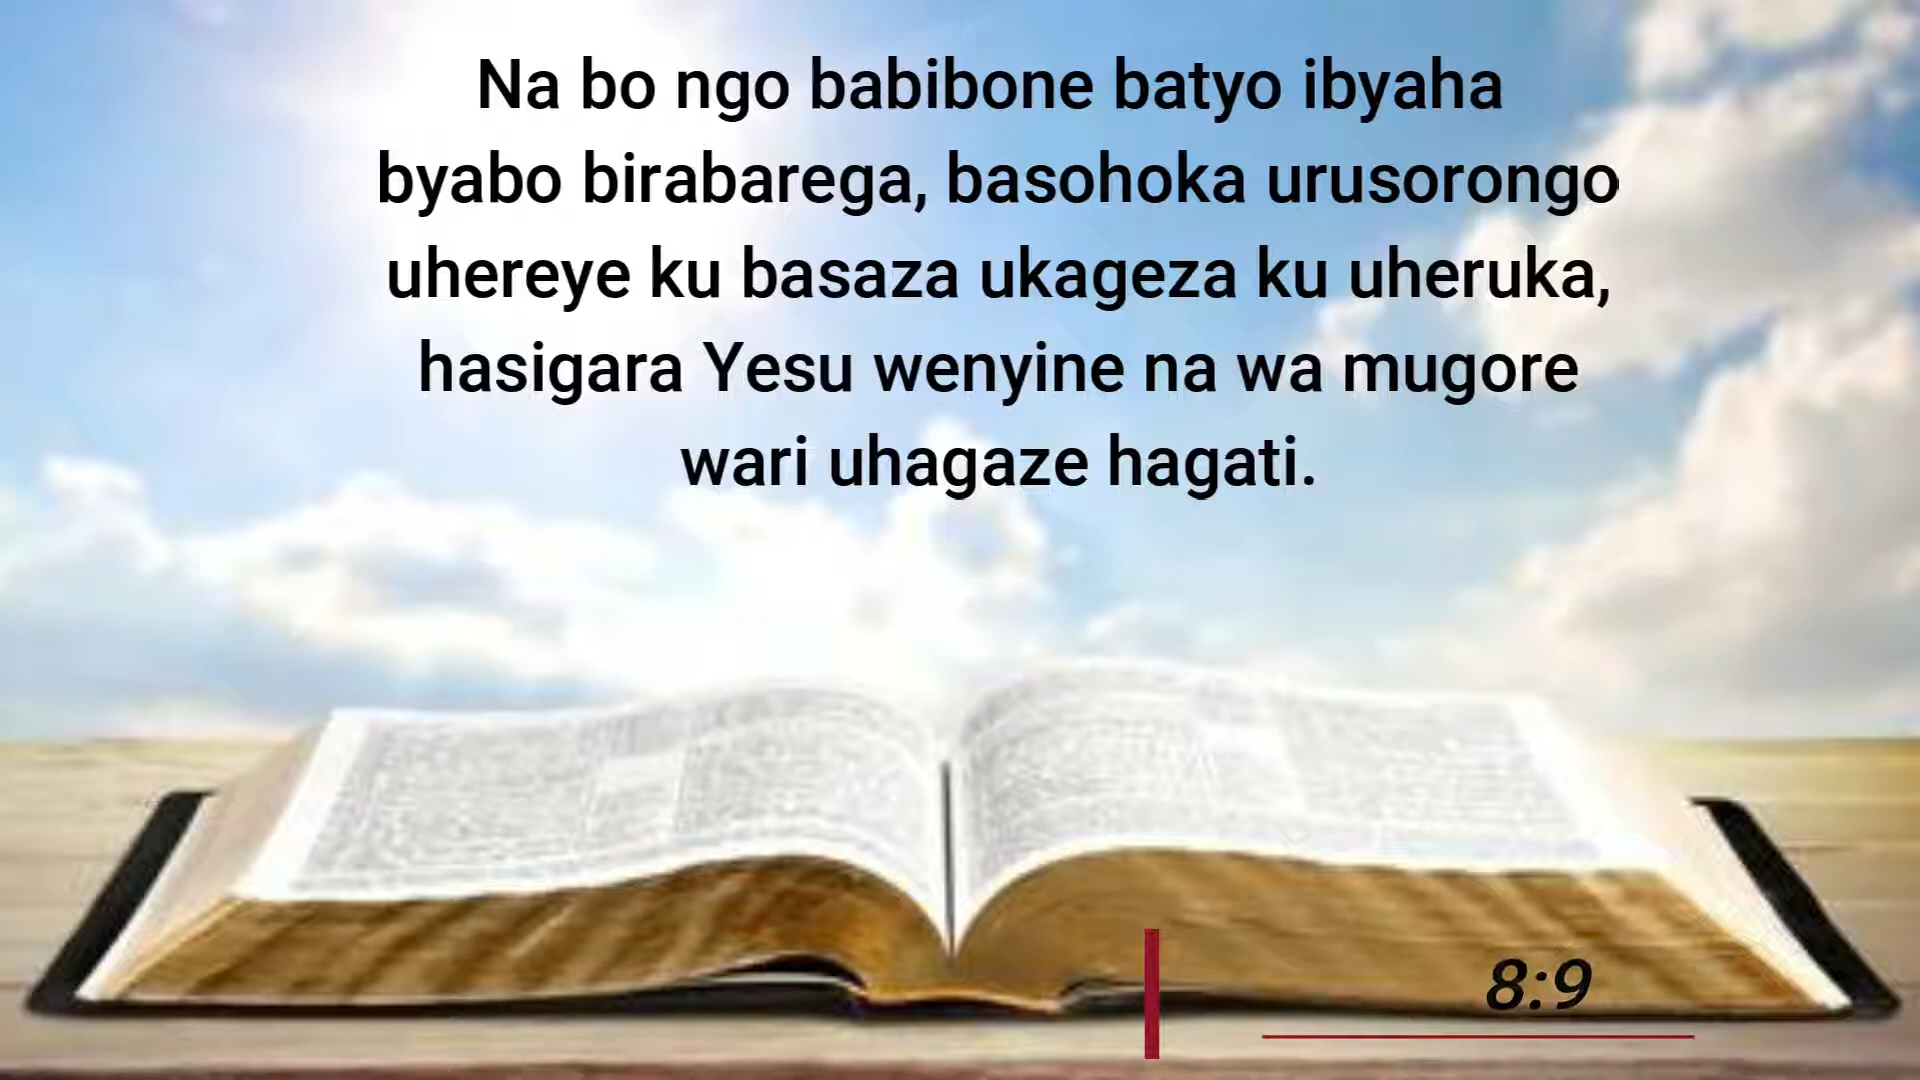 Na bo ngo babibone batyo ibyaha
byabo birabarega, basohoka urusorongo
uhereye ku basaza ukageza ku uheruka,
hasigara Yesu wenyine na wa mugore
wari uhagaze hagati.
8:9